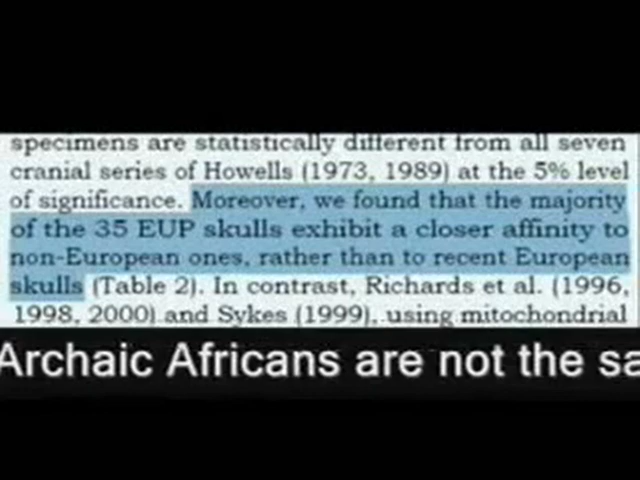 specimens are statistically different from all seven
cranial series of Howells (1973, 1989) at the 5% level
of significance. Moreover, we found that the majority
of the 35 EUP skulls exhibit a closer affinity to
non-European ones, rather than to recent European
skulls (Table 2). In contrast, Richards et al. (1996,
1998, 2000) and Sykes (1999), using mitochondrial
Archaic Africans are not the sa